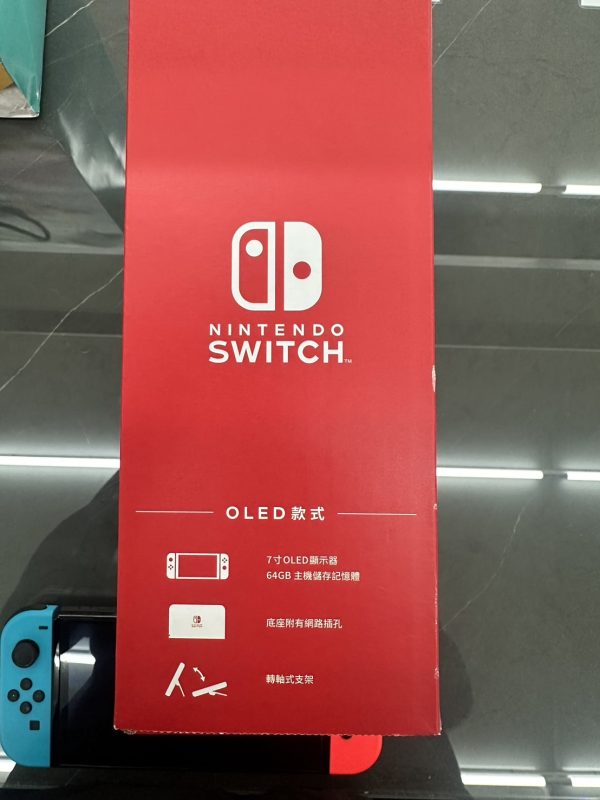 NINTENDO
SWITCH™
OLED款式
7寸OLED顯示器
64GB 主機儲存記憶體
底座附有網路插孔
轉軸式支架